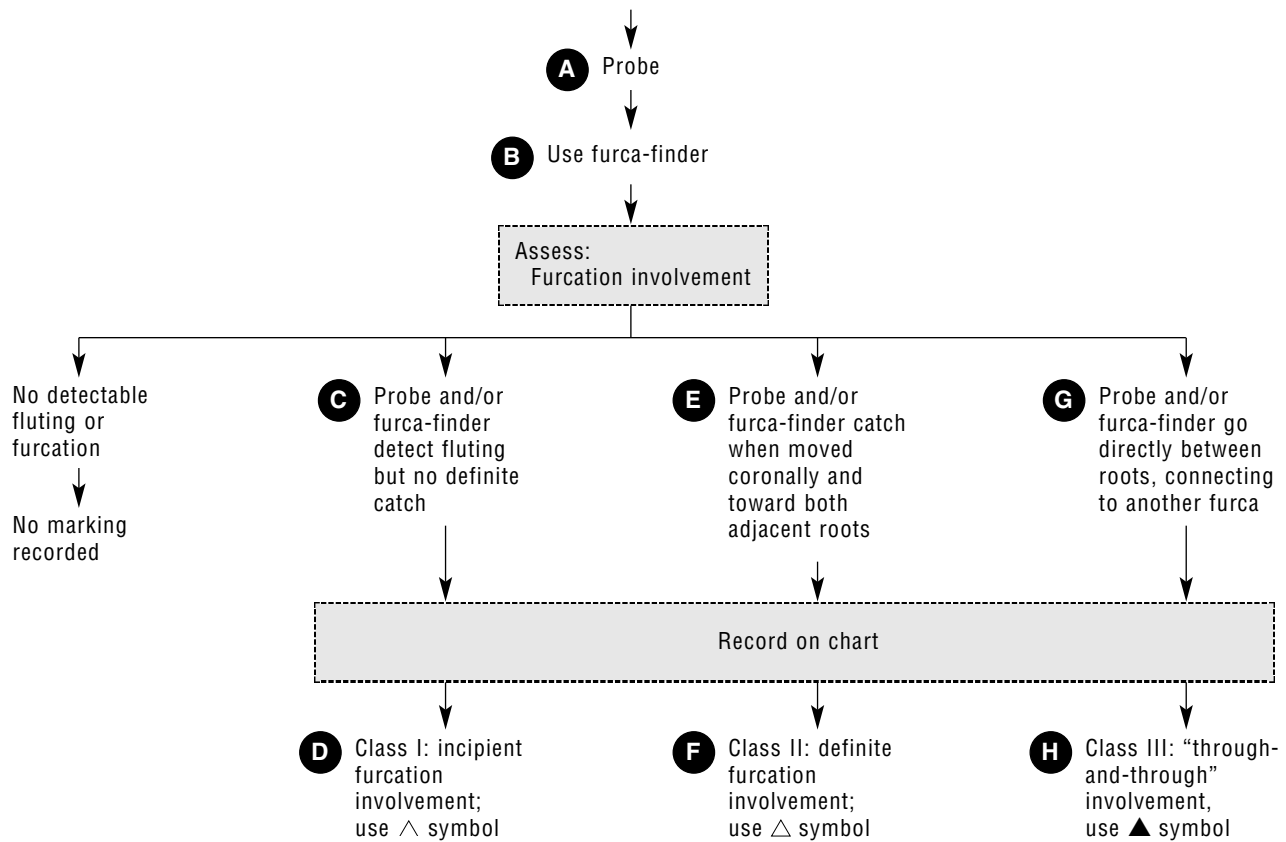 A Probe
B Use furca-finder
Assess:
Furcation involvement
No detectable
fluting or
furcation
No marking
recorded
C Probe and/or
furca-finder
detect fluting
but no definite
catch
E Probe and/or
furca-finder catch
when moved
coronally and
toward both
adjacent roots
G Probe and/or
furca-finder go
directly between
roots, connecting
to another furca
Record on chart
D Class I: incipient
furcation
involvement;
use ∧ symbol
F Class II: definite
furcation
involvement;
use △ symbol
H Class III: “through-
and-through”
involvement,
use ▲ symbol